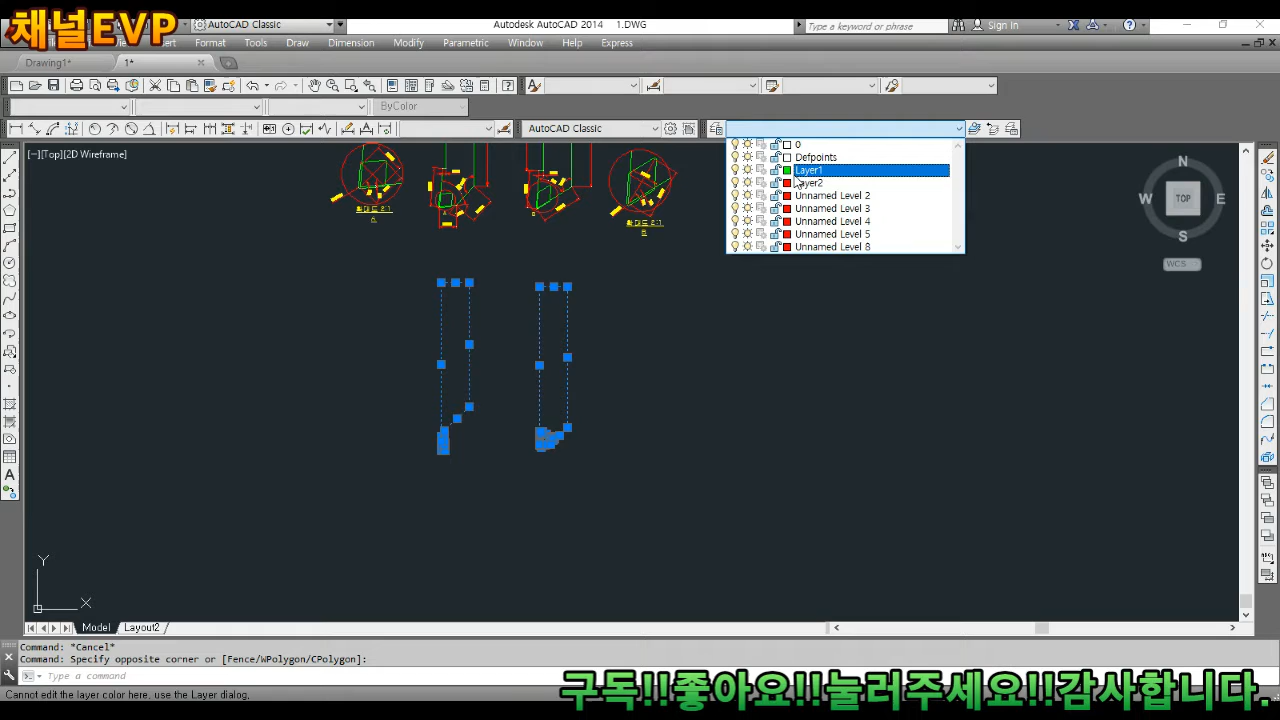 채널EVP
AutoCAD Classic
Autodesk AutoCAD 2014 1.DWG
Type a keyword or phrase
Sign In
Format Tools Draw Dimension Modify Parametric Window Help Express
Drawing1*
1*
ByColor
AutoCAD Classic
[−][Top][2D Wireframe]
0
Defpoints
Layer1
Layer2
Unnamed Level 2
Unnamed Level 3
Unnamed Level 4
Unnamed Level 5
Unnamed Level 8
N
W TOP E
S
WCS
Y
X
Model Layout2
Command: *Cancel*
Command: Specify opposite corner or [Fence/WPolygon/CPolygon]:
Type a command
Cannot edit the layer color here, use the Layer dialog.
구독!!좋아요!!눌러주세요!!감사합니다.